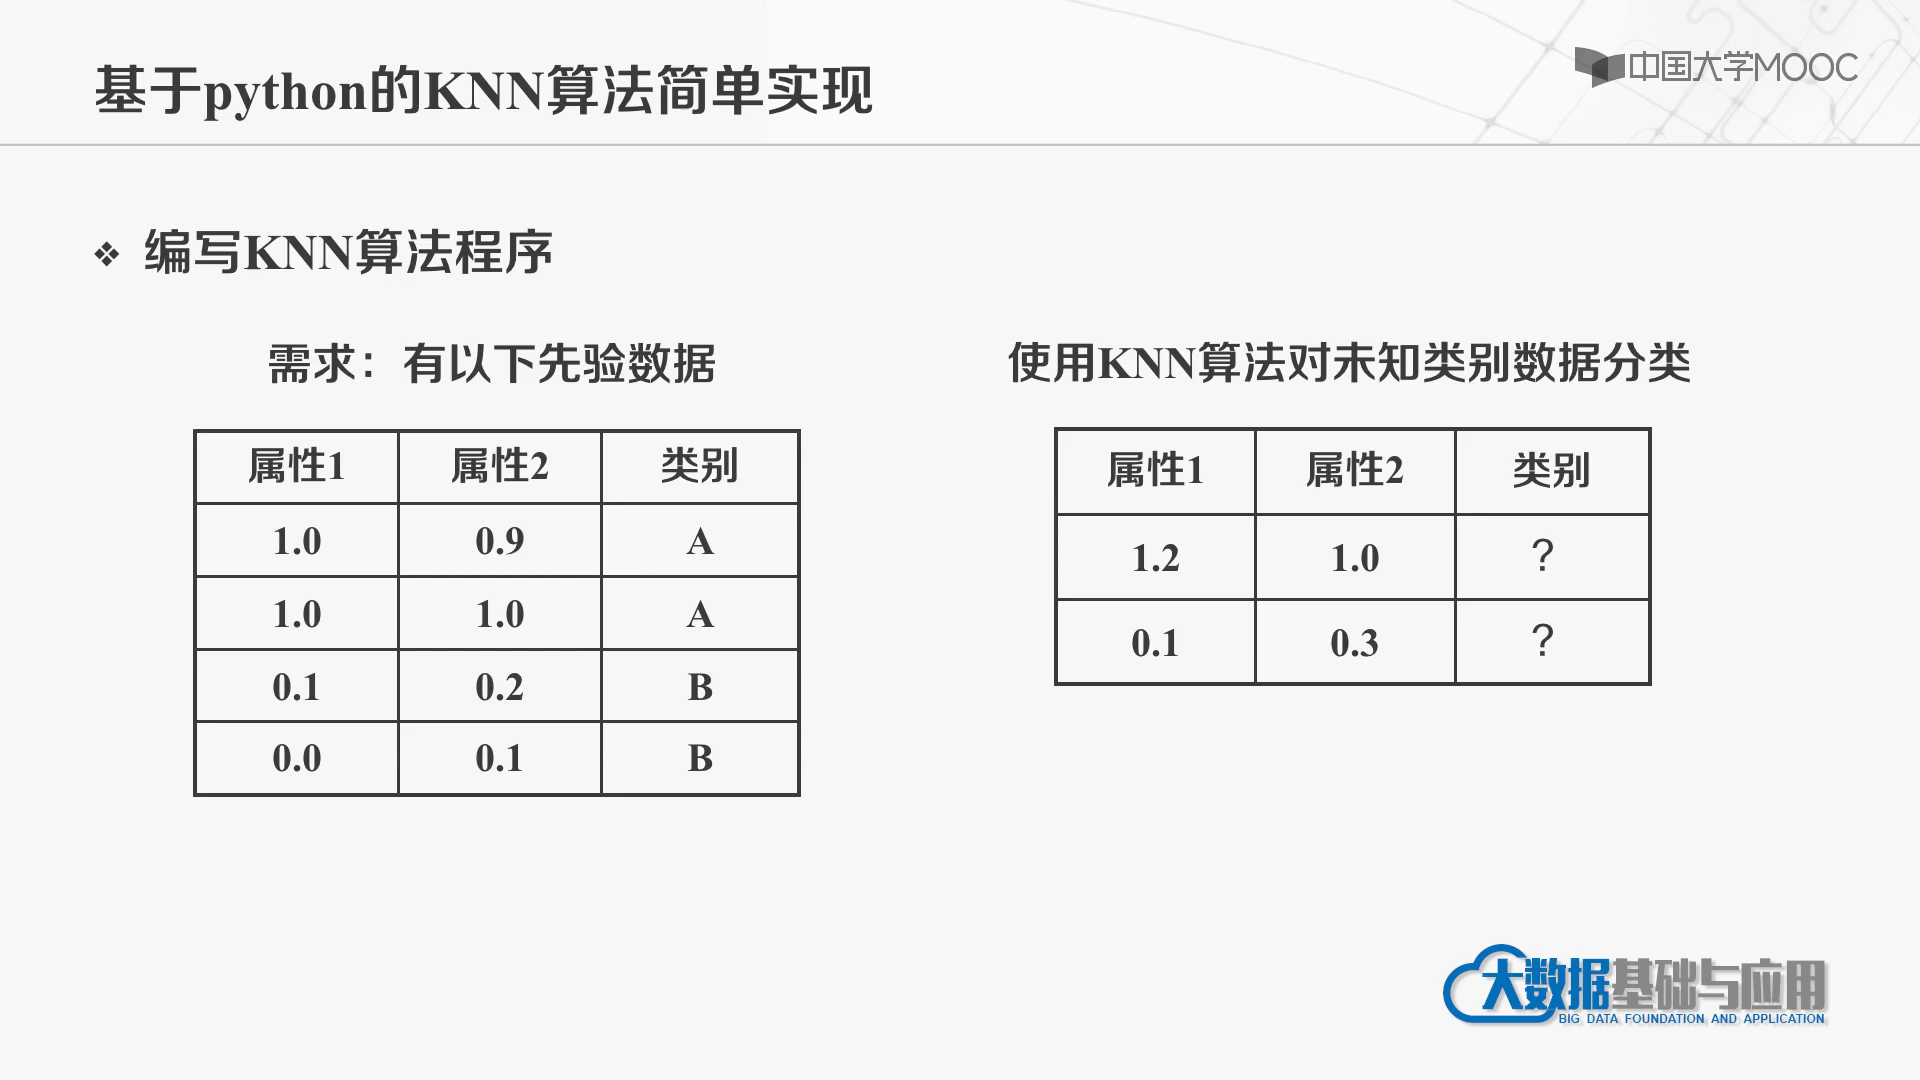 基于python的KNN算法简单实现
中国大学MOOC
❖ 编写KNN算法程序
需求：有以下先验数据
属性1 属性2 类别
1.0 0.9 A
1.0 1.0 A
0.1 0.2 B
0.0 0.1 B
使用KNN算法对未知类别数据分类
属性1 属性2 类别
1.2 1.0 ?
0.1 0.3 ?
大数据基础与应用
BIG DATA FOUNDATION AND APPLICATION